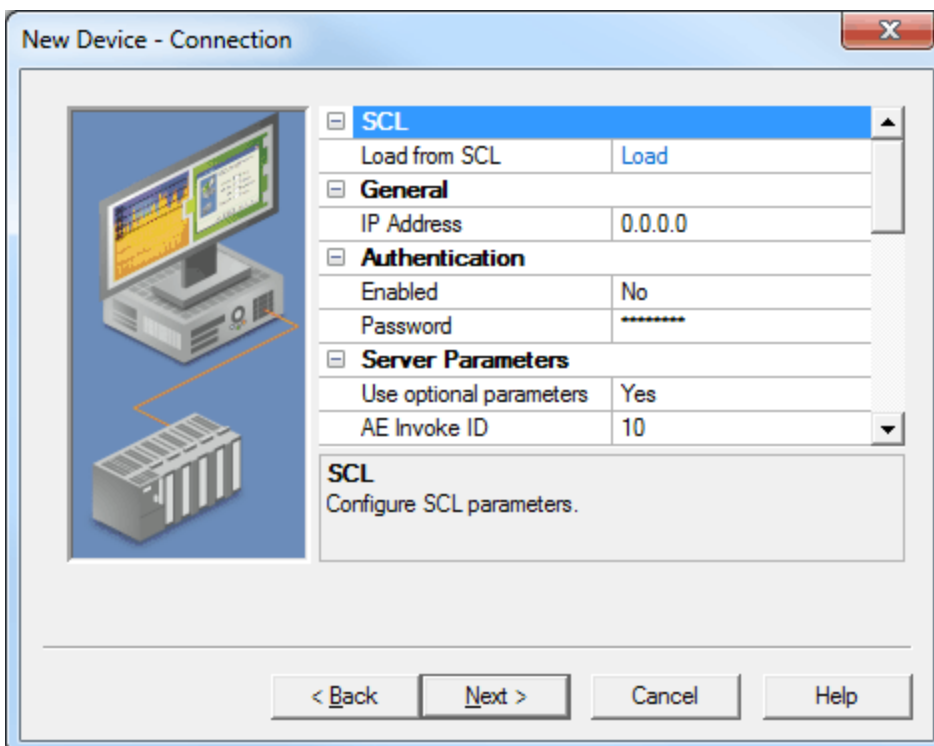 New Device - Connection
SCL
Load from SCL Load
General
IP Address 0.0.0.0
Authentication
Enabled No
Password ********
Server Parameters
Use optional parameters Yes
AE Invoke ID 10
SCL
Configure SCL parameters.
< Back Next > Cancel Help